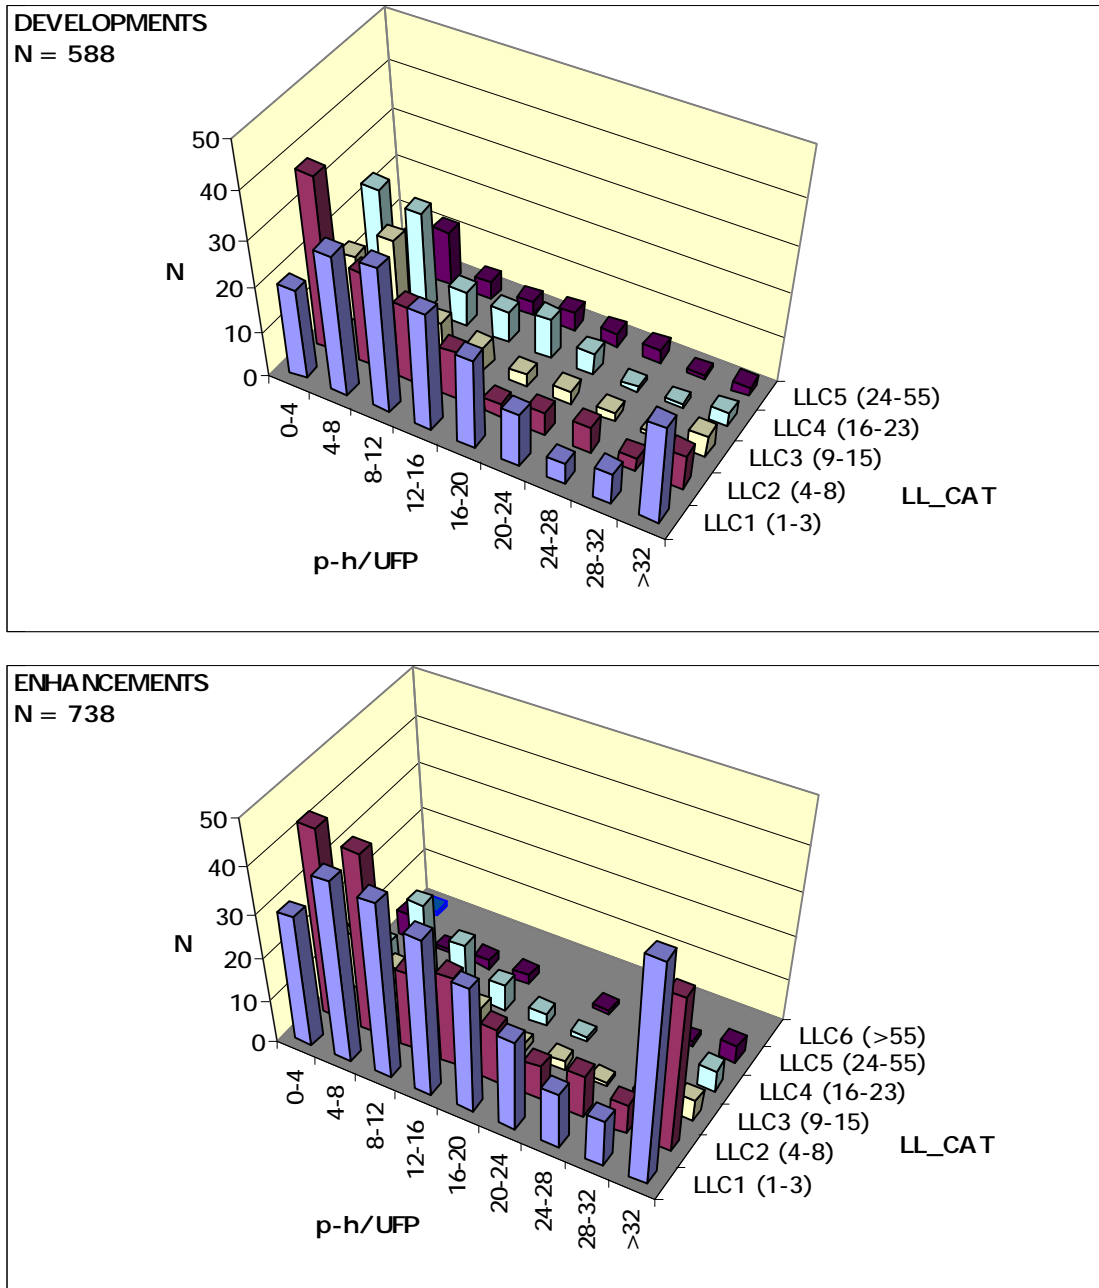 DEVELOPMENTS
N = 588
50
40
30
20
10
0
N
0-4
4-8
8-12
12-16
16-20
20-24
24-28
28-32
>32
p-h/UFP
LLC5 (24-55)
LLC4 (16-23)
LLC3 (9-15)
LLC2 (4-8)
LLC1 (1-3)
LL_CAT
ENHANCEMENTS
N = 738
50
40
30
20
10
0
N
0-4
4-8
8-12
12-16
16-20
20-24
24-28
28-32
>32
p-h/UFP
LLC6 (>55)
LLC5 (24-55)
LLC4 (16-23)
LLC3 (9-15)
LLC2 (4-8)
LLC1 (1-3)
LL_CAT